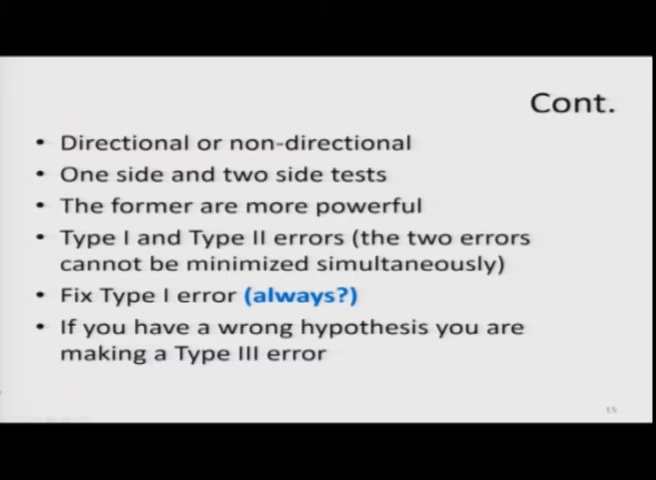 Cont.
• Directional or non-directional
• One side and two side tests
• The former are more powerful
• Type I and Type II errors (the two errors
cannot be minimized simultaneously)
• Fix Type I error (always?)
• If you have a wrong hypothesis you are
making a Type III error
15